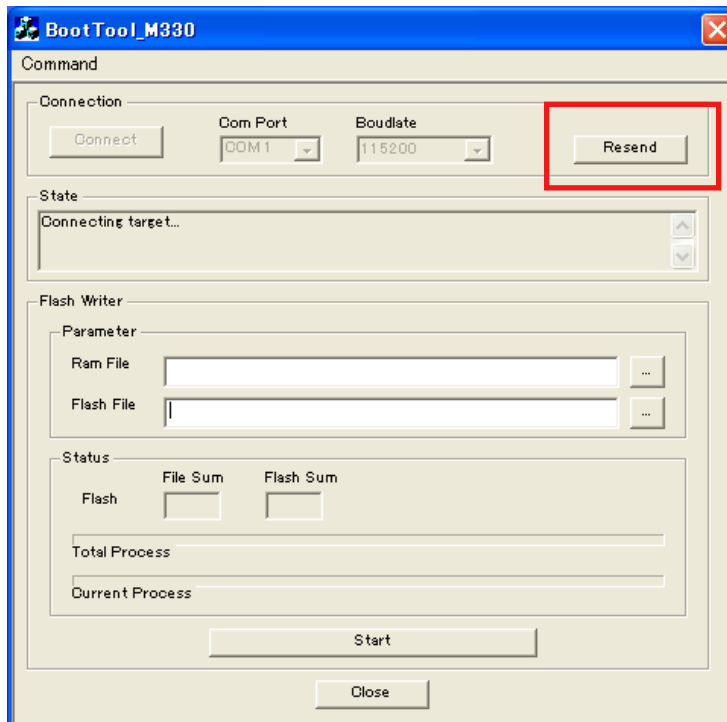 BootTool_M330
Command
Connection
Com Port Boudlate
Connect COM1 115200 Resend
State
Connecting target...
Flash Writer
Parameter
Ram File ...
Flash File ...
Status
File Sum Flash Sum
Flash
Total Process
Current Process
Start
Close